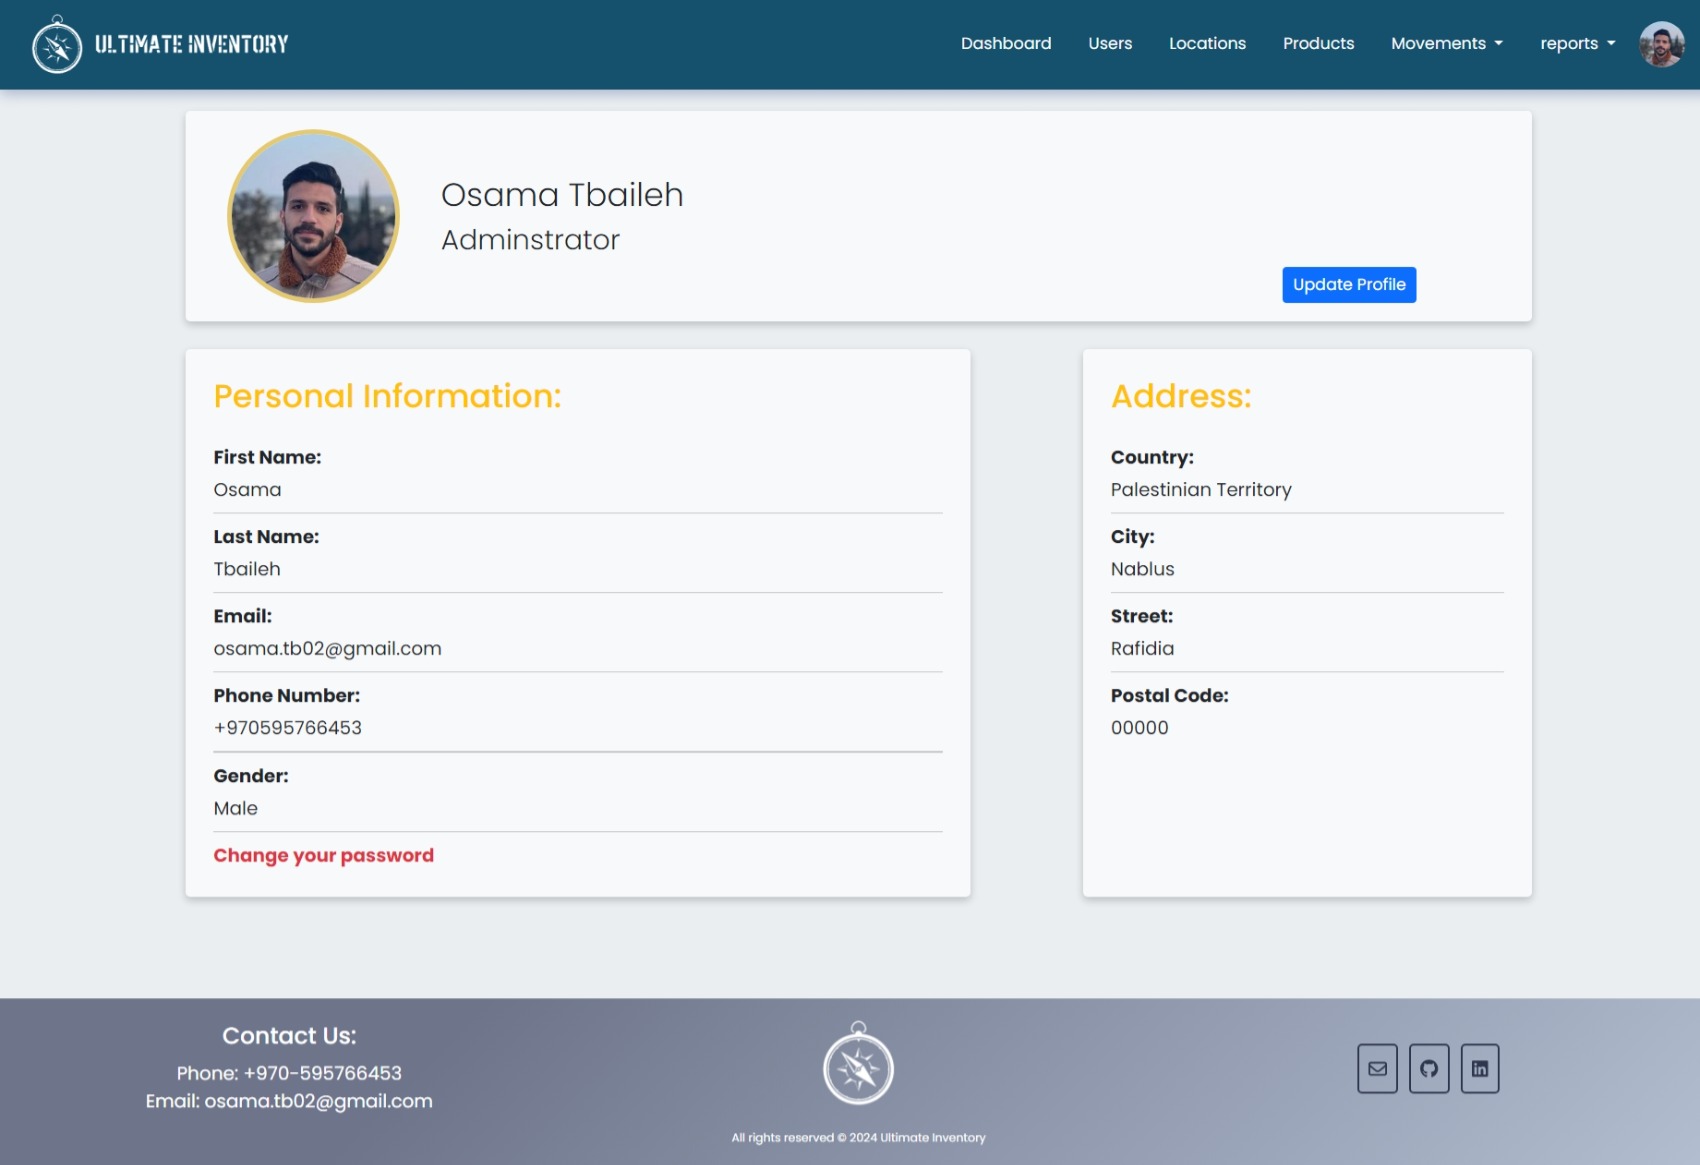 ULTIMATE INVENTORY
Dashboard
Users
Locations
Products
Movements
reports
Osama Tbaileh
Adminstrator
Update Profile
Personal Information:
First Name:
Osama
Last Name:
Tbaileh
Email:
osama.tb02@gmail.com
Phone Number:
+970595766453
Gender:
Male
Change your password
Address:
Country:
Palestinian Territory
City:
Nablus
Street:
Rafidia
Postal Code:
00000
Contact Us:
Phone: +970-595766453
Email: osama.tb02@gmail.com
All rights reserved © 2024 Ultimate Inventory